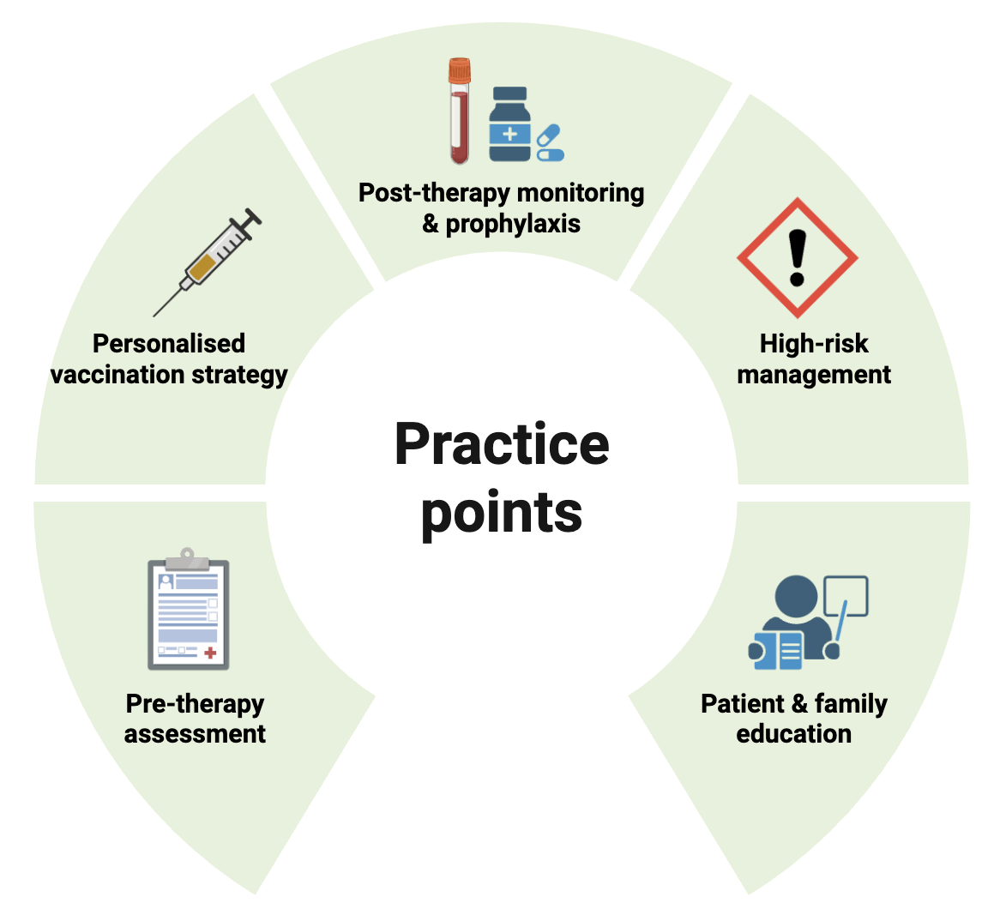 Post-therapy monitoring
& prophylaxis
Personalised
vaccination strategy
High-risk
management
Practice
points
Pre-therapy
assessment
Patient & family
education